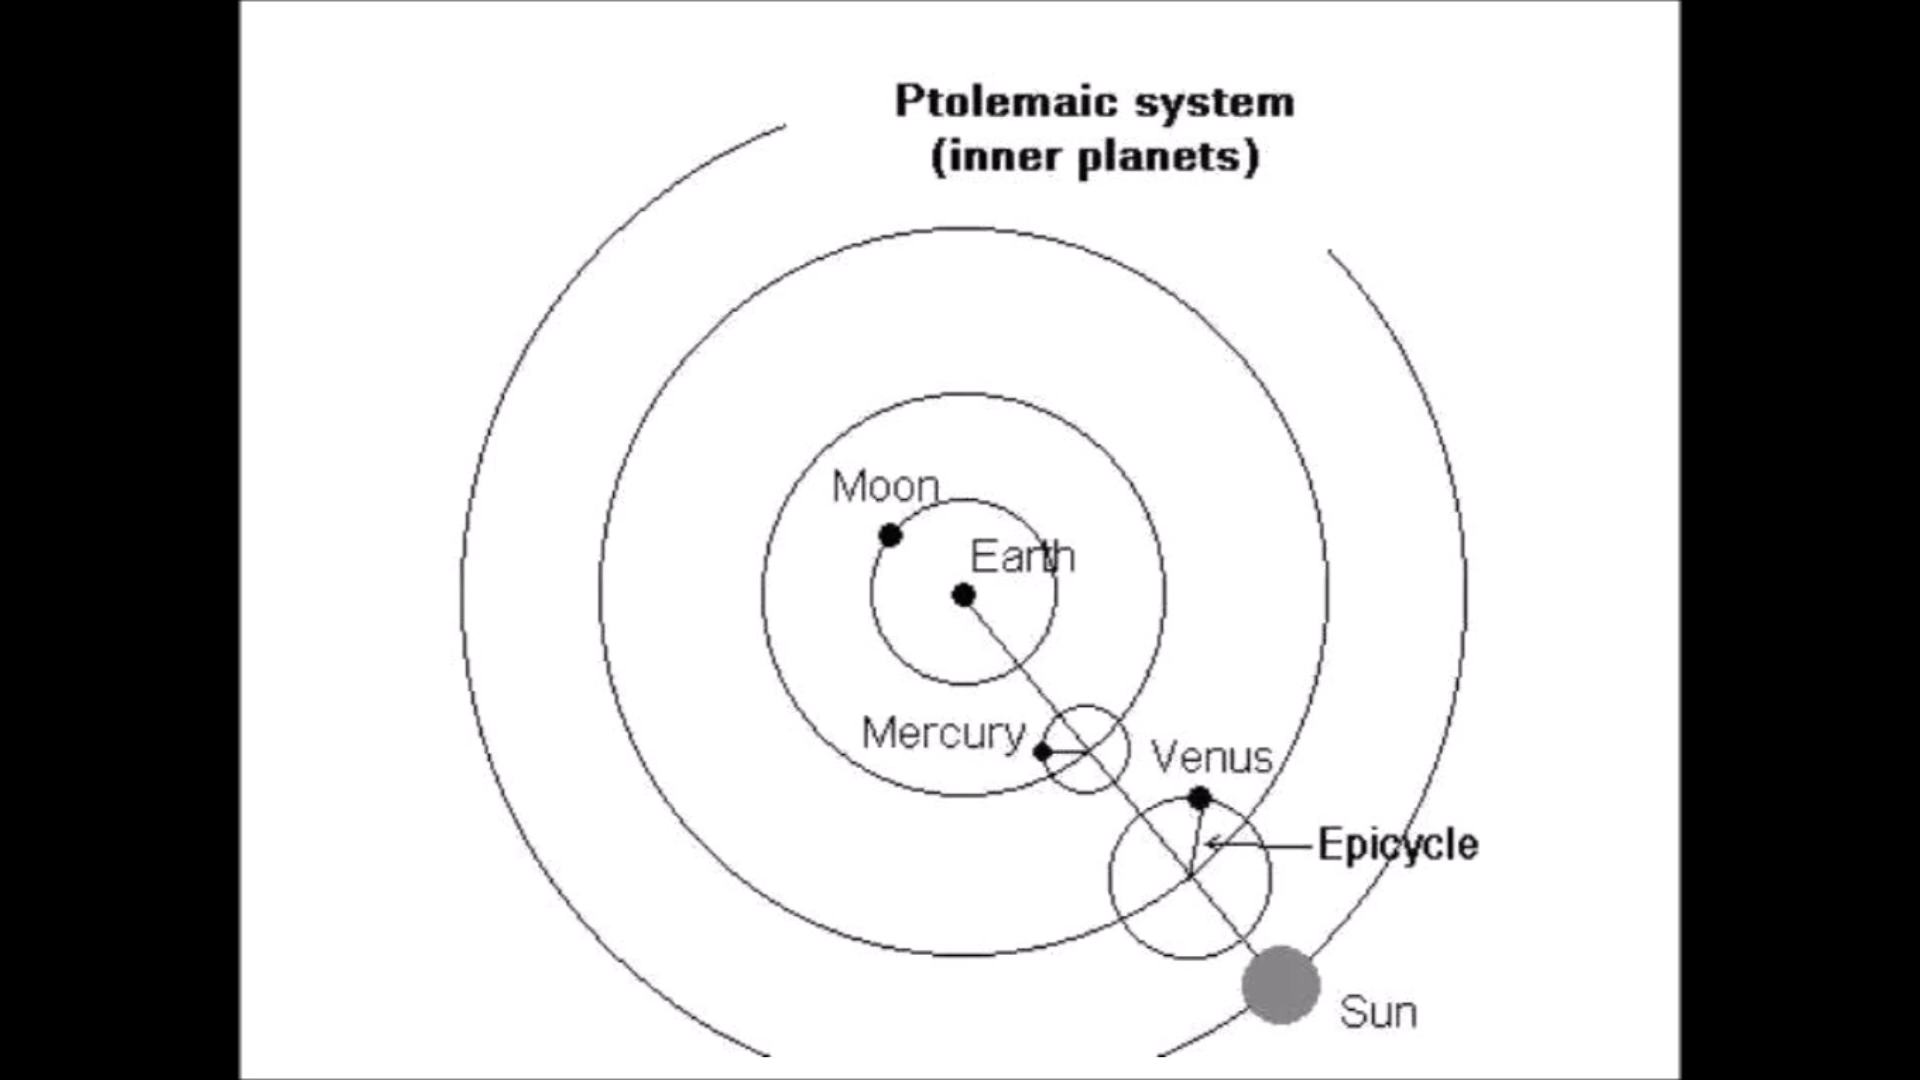 Ptolemaic system
(inner planets)
Moon
Earth
Mercury
Venus
Epicycle
Sun